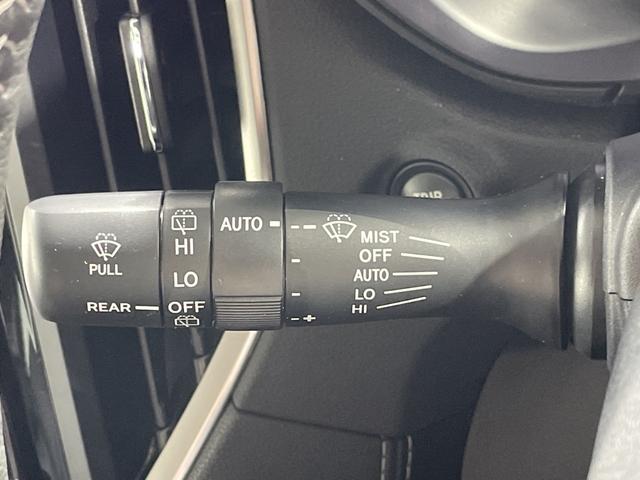 PULL
REAR
HI
LO
OFF
AUTO
--
-
-
-+
MIST
OFF
AUTO
LO
HI
TRIP